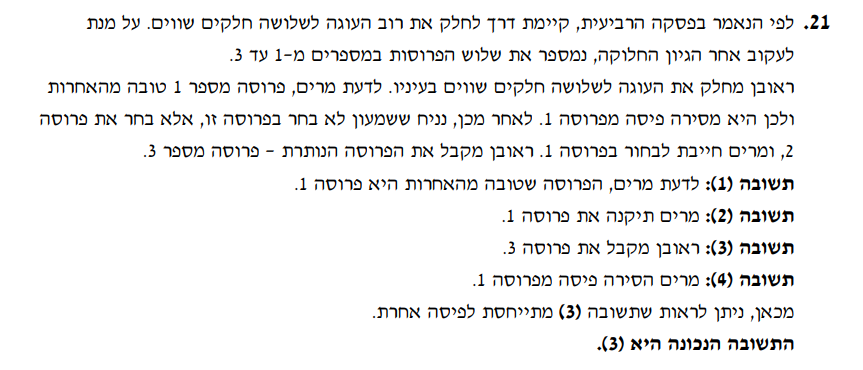 21. לפי הנאמר בפסקה הרביעית, קיימת דרך לחלק את רוב העוגה לשלושה חלקים שווים. על מנת
לעקוב אחר הגיון החלוקה, נמספר את שלוש הפרוסות במספרים מ-1 עד 3.
ראובן מחלק את העוגה לשלושה חלקים שווים בעיניו. לדעת מרים, פרוסה מספר 1 טובה מהאחרות
ולכן היא מסירה פיסה מפרוסה 1. לאחר מכן, נניח ששמעון לא בחר בפרוסה זו, אלא בחר את פרוסה
2, ומרים חייבת לבחור בפרוסה 1. ראובן מקבל את הפרוסה הנותרת – פרוסה מספר 3.
תשובה (1): לדעת מרים, הפרוסה שטובה מהאחרות היא פרוסה 1.
תשובה (2): מרים תיקנה את פרוסה 1.
תשובה (3): ראובן מקבל את פרוסה 3.
תשובה (4): מרים הסירה פיסה מפרוסה 1.
מכאן, ניתן לראות שתשובה (3) מתייחסת לפיסה אחרת.
התשובה הנכונה היא (3).